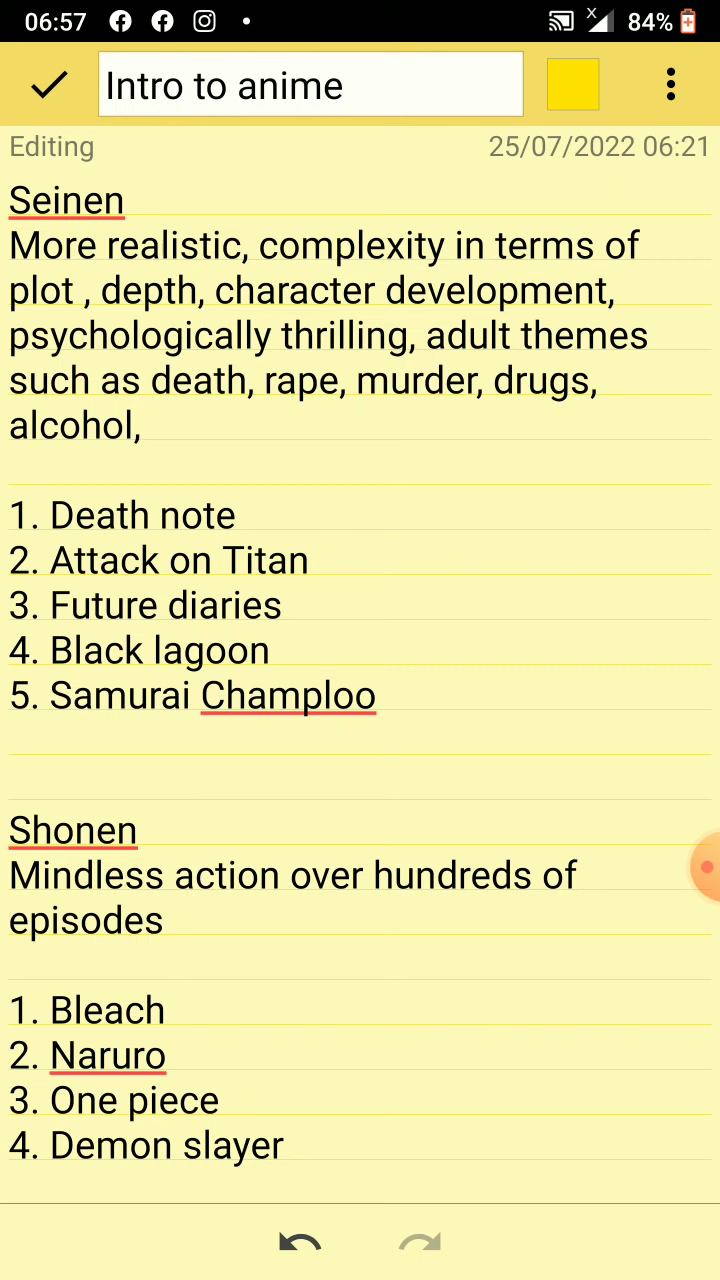 06:57
84%
Intro to anime
Editing
25/07/2022 06:21
Seinen
More realistic, complexity in terms of
plot , depth, character development,
psychologically thrilling, adult themes
such as death, rape, murder, drugs,
alcohol,
1. Death note
2. Attack on Titan
3. Future diaries
4. Black lagoon
5. Samurai Champloo
Shonen
Mindless action over hundreds of
episodes
1. Bleach
2. Naruro
3. One piece
4. Demon slayer